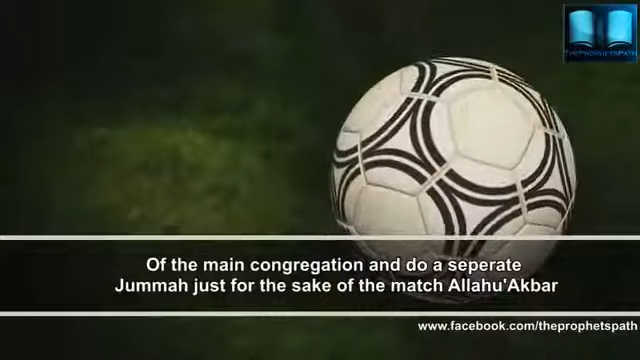 THEPROPHETSPATH
Of the main congregation and do a seperate
Jummah just for the sake of the match Allahu'Akbar
www.facebook.com/theprophetspath